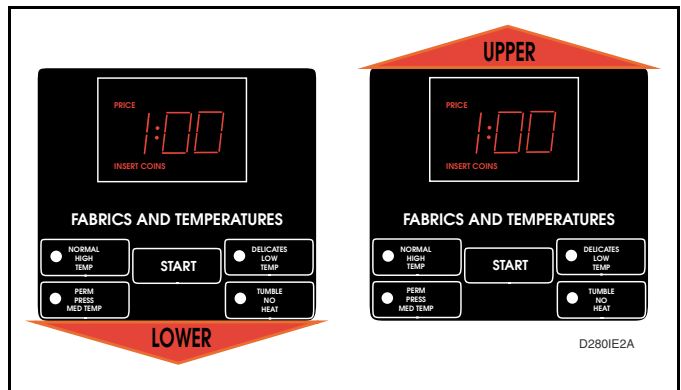 UPPER
PRICE
1:00
INSERT COINS
FABRICS AND TEMPERATURES
NORMAL
HIGH
TEMP
START
DELICATES
LOW
TEMP
PERM
PRESS
MED TEMP
TUMBLE
NO
HEAT
LOWER
PRICE
1:00
INSERT COINS
FABRICS AND TEMPERATURES
NORMAL
HIGH
TEMP
START
DELICATES
LOW
TEMP
PERM
PRESS
MED TEMP
TUMBLE
NO
HEAT
D280IE2A